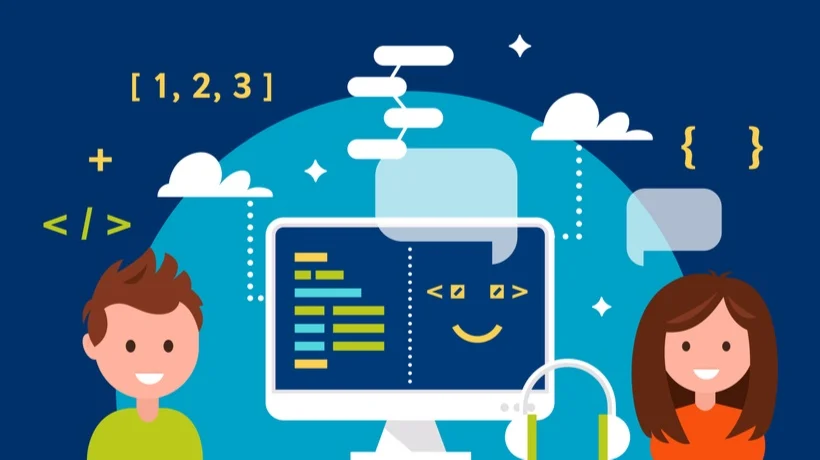 [ 1, 2, 3 ]
{ }
+
< / >
< >